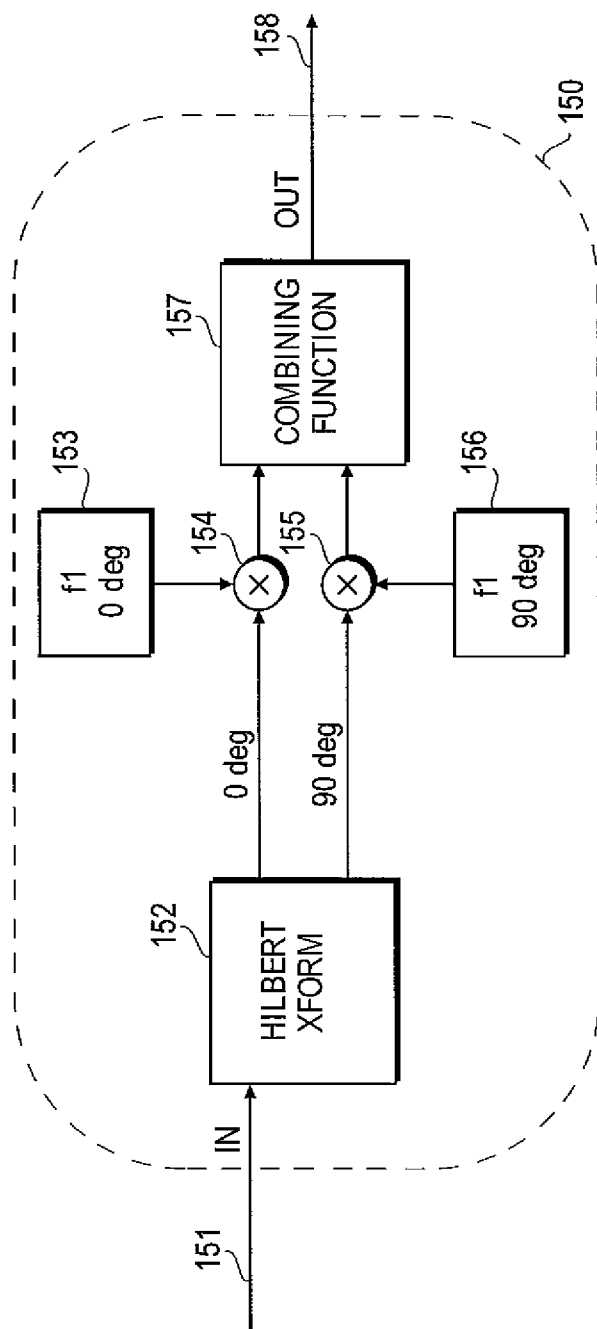 151
IN
152
HILBERT
XFORM
0 deg
90 deg
153
f1
0 deg
154
155
156
f1
90 deg
157
COMBINING
FUNCTION
OUT
158
150